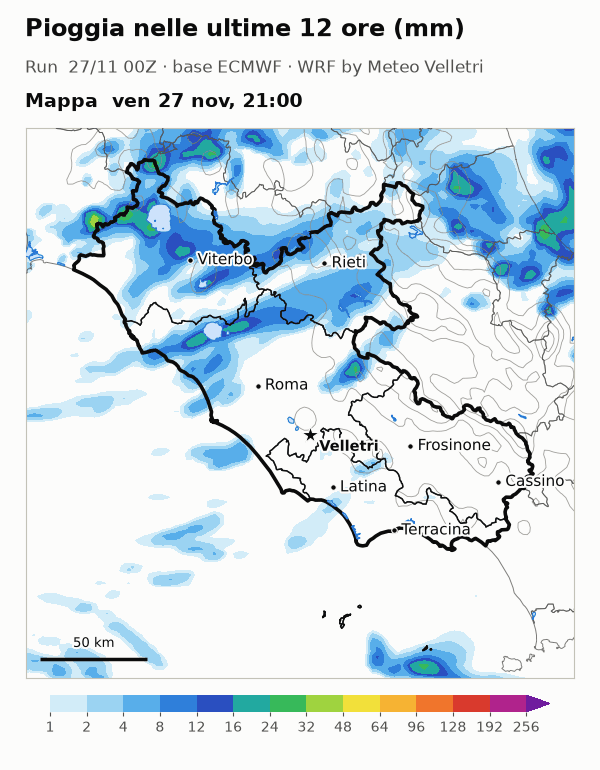 Pioggia nelle ultime 12 ore (mm)
Run  27/11 00Z · base ECMWF · WRF by Meteo Velletri
Mappa  ven 27 nov, 21:00
Viterbo
Rieti
Roma
Velletri
Frosinone
Cassino
Latina
Terracina
50 km
1 2 4 8 12 16 24 32 48 64 96 128 192 256